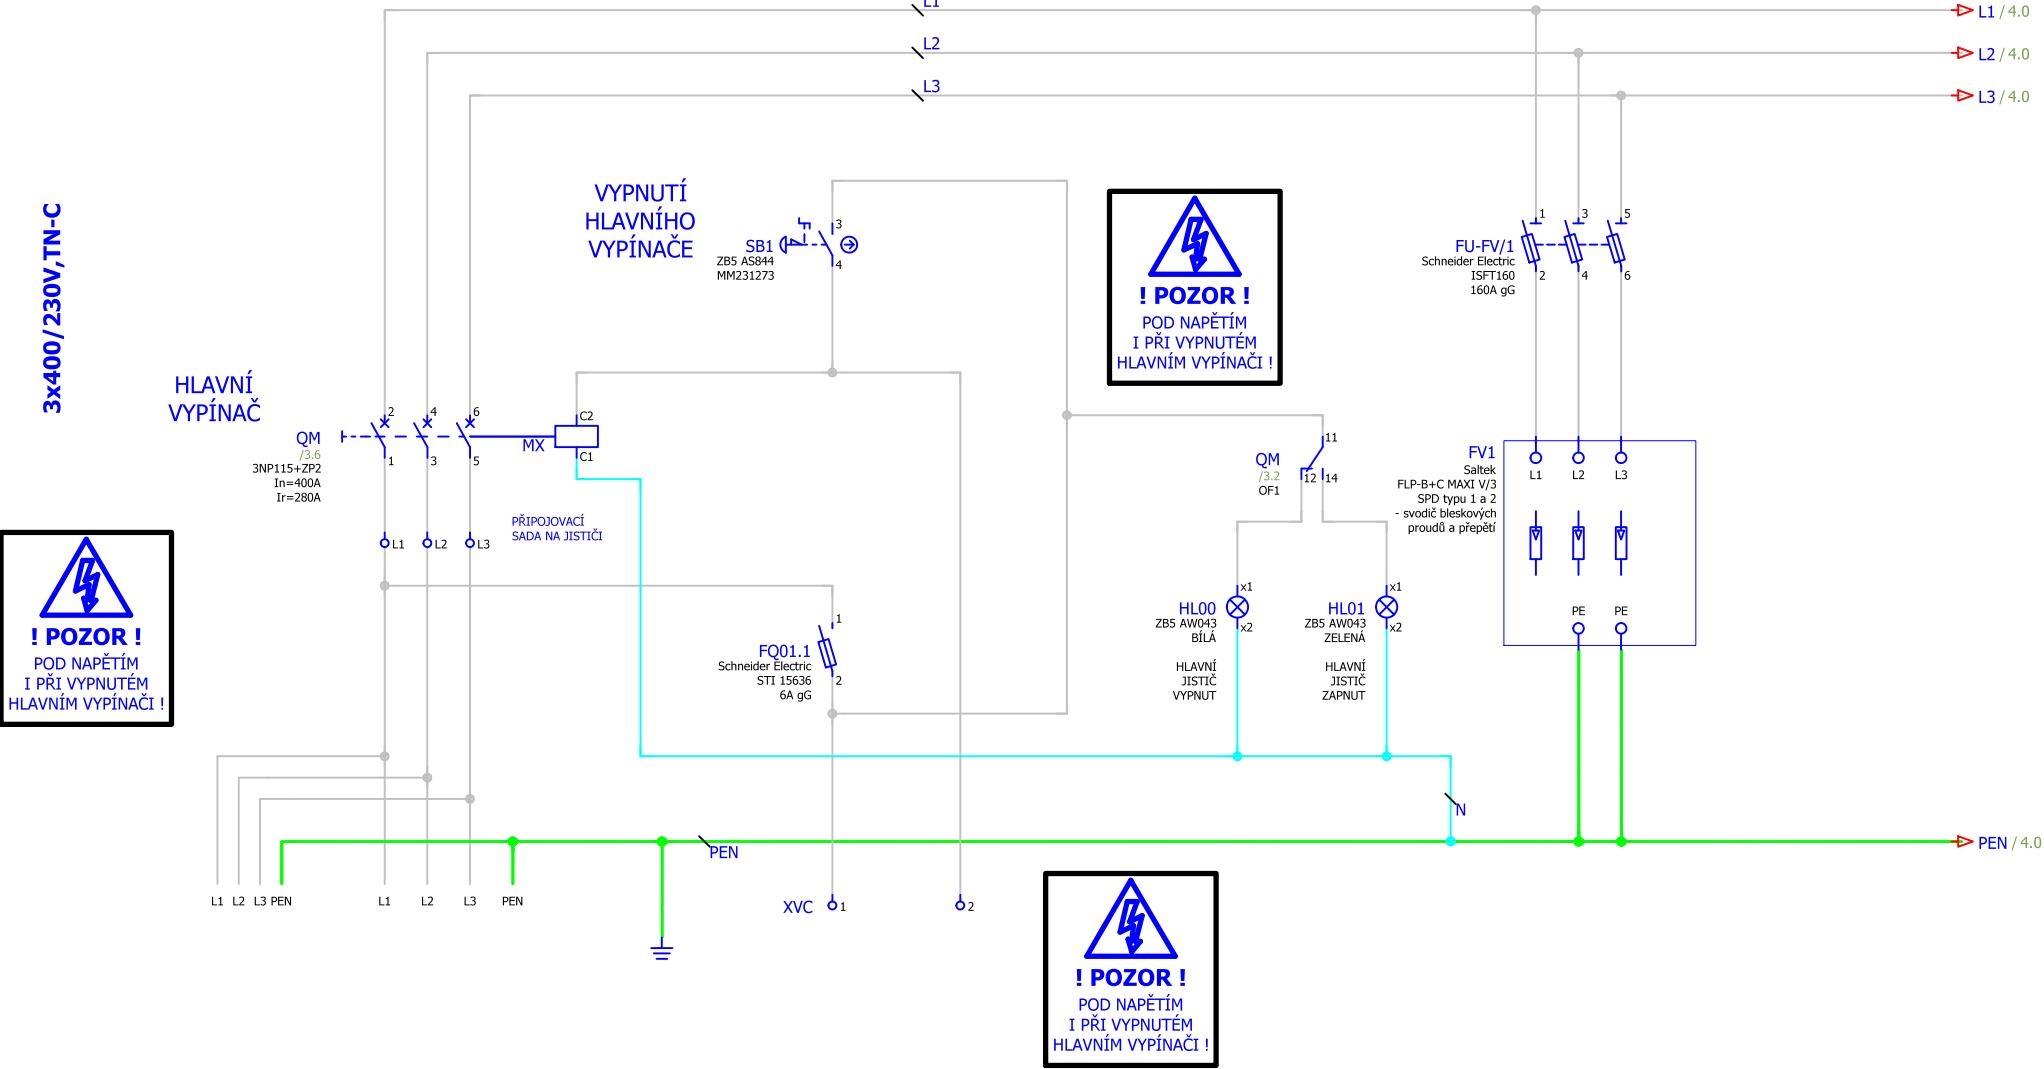 L1
L1 / 4.0
L2
L2 / 4.0
L3
L3 / 4.0
3x400/230V,TN-C
VYPNUTÍ
HLAVNÍHO
VYPÍNAČE
SB1
ZB5 AS844
MM231273
3
4
! POZOR !
POD NAPĚTÍM
I PŘI VYPNUTÉM
HLAVNÍM VYPÍNAČI !
FU-FV/1
Schneider Electric
ISFT160
160A gG
1
3
5
2
4
6
HLAVNÍ
VYPÍNAČ
QM
/3.6
3NP115+ZP2
In=400A
Ir=280A
2
4
6
1
3
5
MX
C2
C1
QM
/3.2
OF1
11
12
14
FV1
Saltek
FLP-B+C MAXI V/3
SPD typu 1 a 2
- svodič bleskových
proudů a přepětí
L1
L2
L3
PE
PE
PŘIPOJOVACÍ
SADA NA JISTIČI
L1
L2
L3
! POZOR !
POD NAPĚTÍM
I PŘI VYPNUTÉM
HLAVNÍM VYPÍNAČI !
FQ01.1
Schneider Electric
STI 15636
6A gG
1
2
HL00
ZB5 AW043
BÍLÁ
HLAVNÍ
JISTIČ
VYPNUT
x1
x2
HL01
ZB5 AW043
ZELENÁ
HLAVNÍ
JISTIČ
ZAPNUT
x1
x2
N
PEN
PEN / 4.0
L1
L2
L3
PEN
L1
L2
L3
PEN
XVC
1
2
! POZOR !
POD NAPĚTÍM
I PŘI VYPNUTÉM
HLAVNÍM VYPÍNAČI !